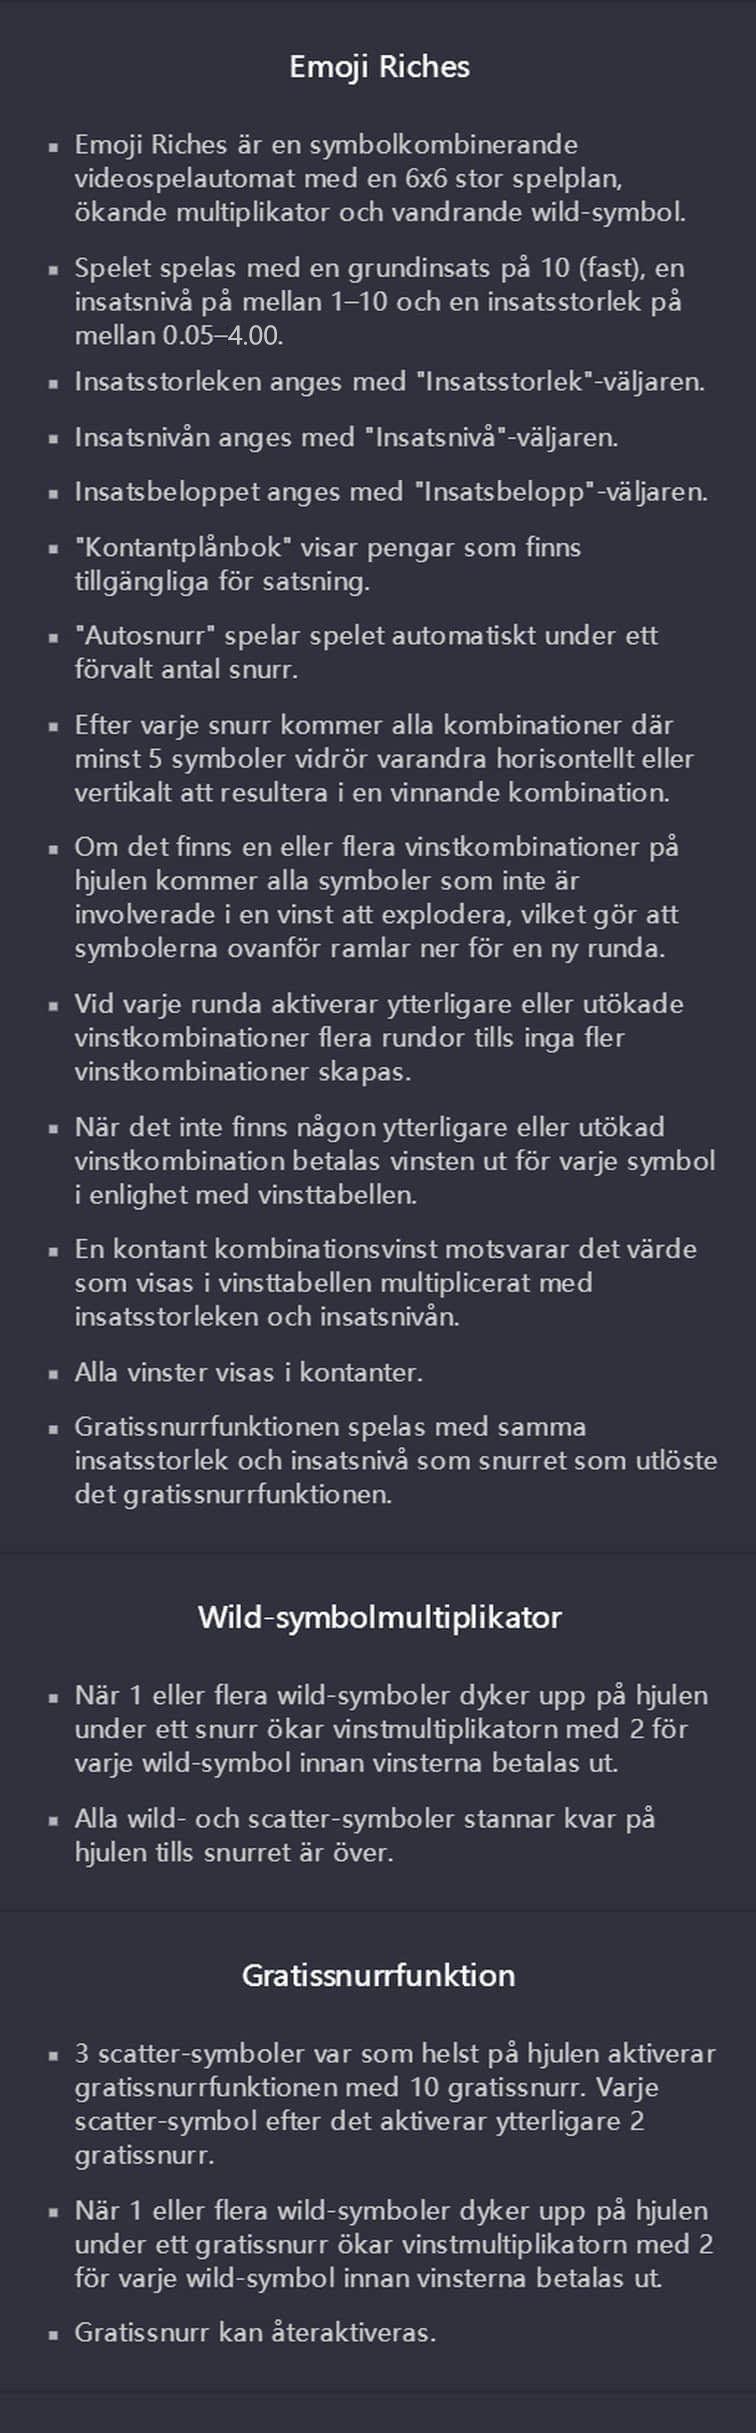 Emoji Riches
▪ Emoji Riches är en symbolkombinerande
videospelautomat med en 6x6 stor spelplan,
ökande multiplikator och vandrande wild-symbol.
▪ Spelet spelas med en grundinsats på 10 (fast), en
insatsnivå på mellan 1–10 och en insatsstorlek på
mellan 0.05–4.00.
▪ Insatsstorleken anges med "Insatsstorlek"-väljaren.
▪ Insatsnivån anges med "Insatsnivå"-väljaren.
▪ Insatsbeloppet anges med "Insatsbelopp"-väljaren.
▪ "Kontantplånbok" visar pengar som finns
tillgängliga för satsning.
▪ "Autosnurr" spelar spelet automatiskt under ett
förvalt antal snurr.
▪ Efter varje snurr kommer alla kombinationer där
minst 5 symboler vidrör varandra horisontellt eller
vertikalt att resultera i en vinnande kombination.
▪ Om det finns en eller flera vinstkombinationer på
hjulen kommer alla symboler som inte är
involverade i en vinst att explodera, vilket gör att
symbolerna ovanför ramlar ner för en ny runda.
▪ Vid varje runda aktiverar ytterligare eller utökade
vinstkombinationer flera rundor tills inga fler
vinstkombinationer skapas.
▪ När det inte finns någon ytterligare eller utökad
vinstkombination betalas vinsten ut för varje symbol
i enlighet med vinsttabellen.
▪ En kontant kombinationsvinst motsvarar det värde
som visas i vinsttabellen multiplicerat med
insatsstorleken och insatsnivån.
▪ Alla vinster visas i kontanter.
▪ Gratissnurrfunktionen spelas med samma
insatsstorlek och insatsnivå som snurret som utlöste
det gratissnurrfunktionen.
Wild-symbolmultiplikator
▪ När 1 eller flera wild-symboler dyker upp på hjulen
under ett snurr ökar vinstmultiplikatorn med 2 för
varje wild-symbol innan vinsterna betalas ut.
▪ Alla wild- och scatter-symboler stannar kvar på
hjulen tills snurret är över.
Gratissnurrfunktion
▪ 3 scatter-symboler var som helst på hjulen aktiverar
gratissnurrfunktionen med 10 gratissnurr. Varje
scatter-symbol efter det aktiverar ytterligare 2
gratissnurr.
▪ När 1 eller flera wild-symboler dyker upp på hjulen
under ett gratissnurr ökar vinstmultiplikatorn med 2
för varje wild-symbol innan vinsterna betalas ut.
▪ Gratissnurr kan återaktiveras.